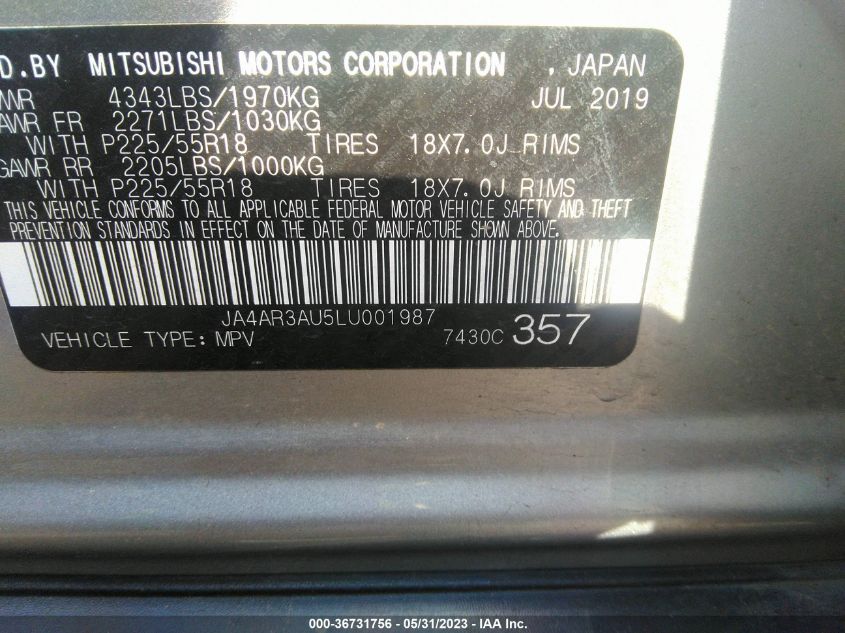 D.BY MITSUBISHI MOTORS CORPORATION , JAPAN
4343LBS/1970KG JUL 2019
AWR FR 2271LBS/1030KG
WITH P225/55R18 TIRES 18X7.0J RIMS
GAWR RR 2205LBS/1000KG
WITH P225/55R18 TIRES 18X7.0J RIMS
THIS VEHICLE CONFORMS TO ALL APPLICABLE FEDERAL MOTOR VEHICLE SAFETY AND THEFT
PREVENTION STANDARDS IN EFFECT ON THE DATE OF MANUFACTURE SHOWN ABOVE.
JA4AR3AU5LU001987
VEHICLE TYPE: MPV 7430C 357
000-36731756 - 05/31/2023 - IAA Inc.